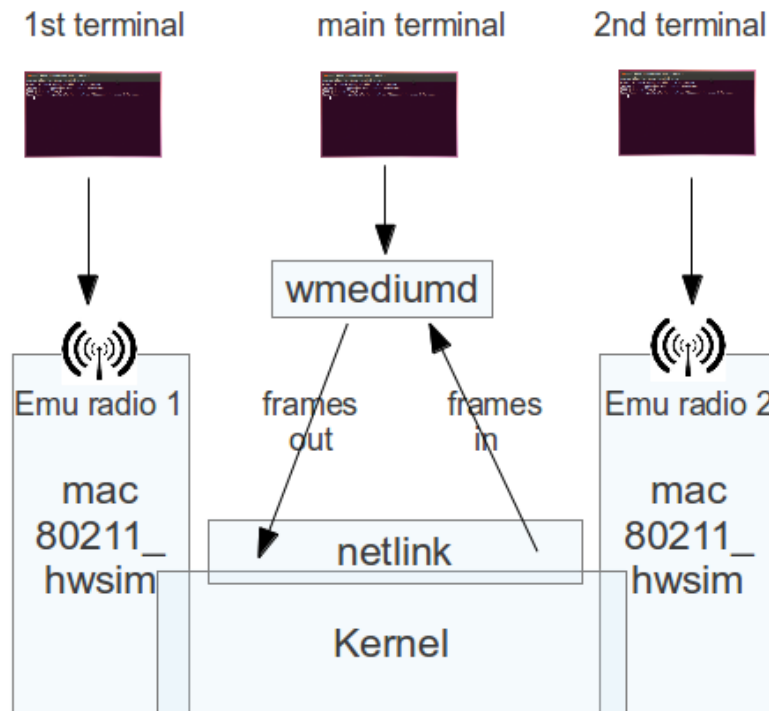 1st terminal
main terminal
2nd terminal
wmediumd
Emu radio 1
frames
out
frames
in
Emu radio 2
mac
80211_
hwsim
netlink
mac
80211_
hwsim
Kernel